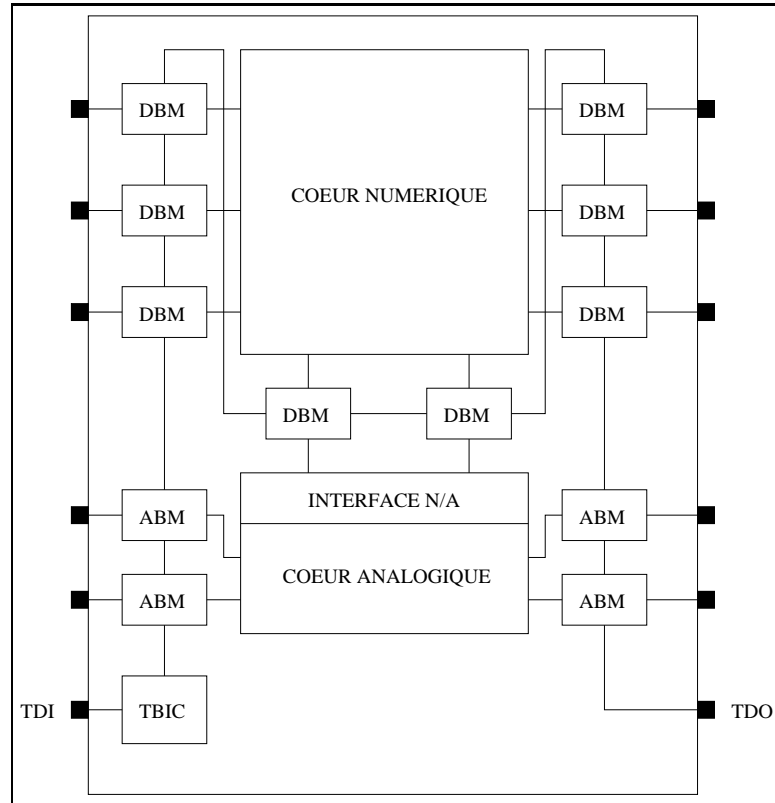 DBM
DBM
DBM
COEUR NUMERIQUE
DBM
DBM
DBM
DBM
DBM
INTERFACE N/A
ABM
ABM
COEUR ANALOGIQUE
ABM
ABM
TDI
TBIC
TDO